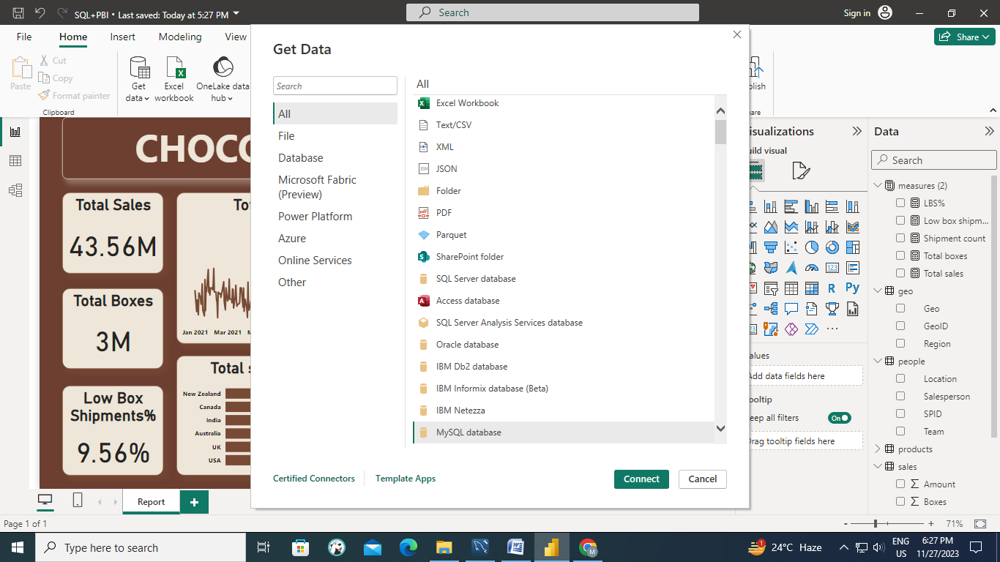 SQL+PBI • Last saved: Today at 5:27 PM
Search
Sign in
File
Home
Insert
Modeling
View
Share
Paste
Cut
Copy
Format painter
Clipboard
Get data
Excel workbook
OneLake data hub
Get Data
Search
All
File
Database
Microsoft Fabric
(Preview)
Power Platform
Azure
Online Services
Other
All
Excel Workbook
Text/CSV
XML
JSON
Folder
PDF
Parquet
SharePoint folder
SQL Server database
Access database
SQL Server Analysis Services database
Oracle database
IBM Db2 database
IBM Informix database (Beta)
IBM Netezza
MySQL database
Certified Connectors
Template Apps
Connect
Cancel
CHOCO
Total Sales
43.56M
Total Boxes
3M
Low Box
Shipments%
9.56%
Jan 2021 Mar 2021
Total s
New Zealand
Canada
India
Australia
UK
USA
isualizations
uild visual
R
Py
123
alues
Add data fields here
ooltip
eep all filters
On
Drag tooltip fields here
Data
Search
measures (2)
LBS%
Low box shipm...
Shipment count
Total boxes
Total sales
geo
Geo
GeoID
Region
people
Location
Salesperson
SPID
Team
products
sales
Amount
Boxes
Report
Page 1 of 1
71%
Type here to search
1
24°C Haze
ENG
US
6:27 PM
11/27/2023